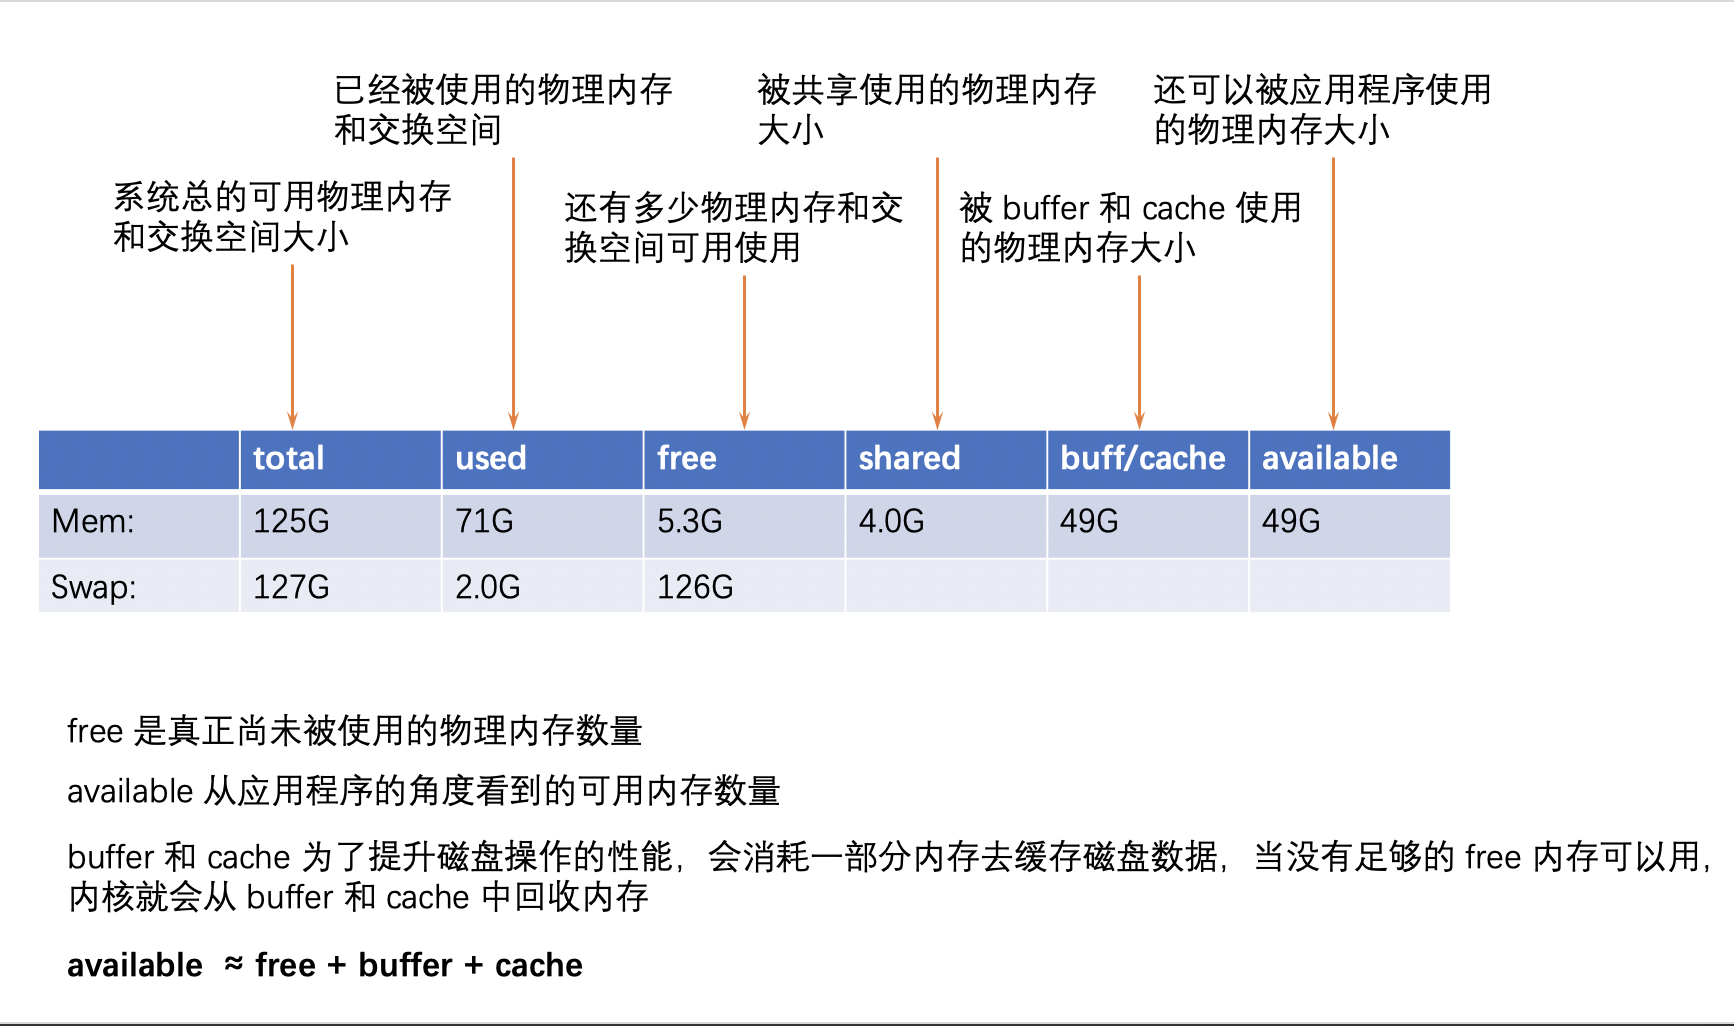 已经被使用的物理内存
和交换空间
被共享使用的物理内存
大小
还可以被应用程序使用
的物理内存大小
系统总的可用物理内存
和交换空间大小
还有多少物理内存和交
换空间可用使用
被 buffer 和 cache 使用
的物理内存大小
total used free shared buff/cache available
Mem: 125G 71G 5.3G 4.0G 49G 49G
Swap: 127G 2.0G 126G
free 是真正尚未被使用的物理内存数量
available 从应用程序的角度看到的可用内存数量
buffer 和 cache 为了提升磁盘操作的性能，会消耗一部分内存去缓存磁盘数据，当没有足够的 free 内存可以用，
内核就会从 buffer 和 cache 中回收内存
available ≈ free + buffer + cache